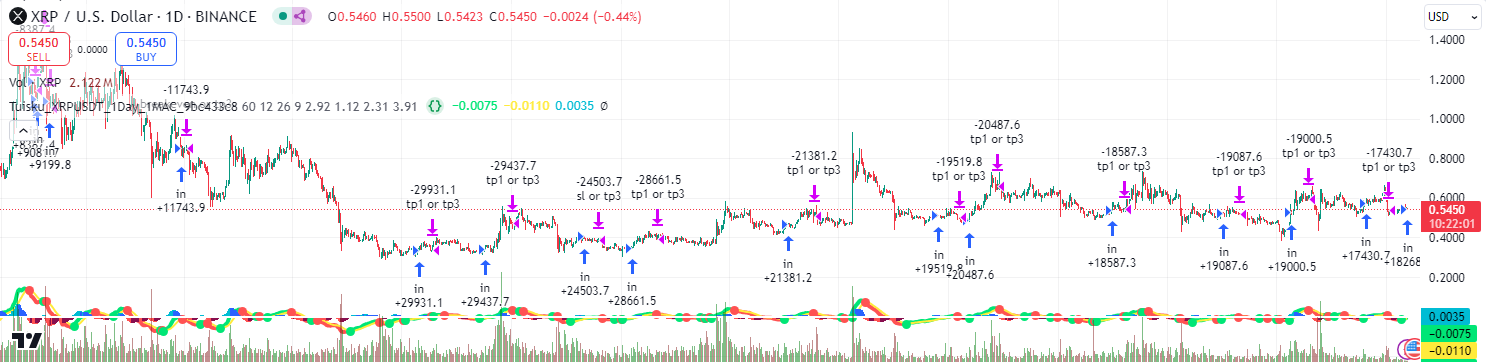 XRP / U.S. Dollar · 1D · BINANCE O0.5460 H0.5500 L0.5423 C0.5450 −0.0024 (−0.44%)
USD
0.5450
SELL
0.0000
0.5450
BUY
Vol · XRP 2.122 M
-11743.9
Tuisku_XRPUSDT_1Day_1MAC_9bc433c8 60 12 26 9 2.92 1.12 2.31 3.91 −0.0075 −0.0110 0.0035 Ø
+9199.8
in
+11743.9
-29931.1
tp1 or tp3
-29437.7
tp1 or tp3
-24503.7
sl or tp3
-28661.5
tp1 or tp3
-21381.2
tp1 or tp3
-19519.8
tp1 or tp3
-20487.6
tp1 or tp3
-18587.3
tp1 or tp3
-19087.6
tp1 or tp3
-19000.5
tp1 or tp3
-17430.7
tp1 or tp3
in
+29931.1
in
+29437.7
in
+24503.7
in
+28661.5
in
+21381.2
in
+19519.8
in
+20487.6
in
+18587.3
in
+19087.6
in
+19000.5
in
+17430.7
in
+18268
1.4000
1.2000
1.0000
0.8000
0.6000
0.5450
10:22:01
0.4000
0.2000
0.0035
−0.0075
−0.0110